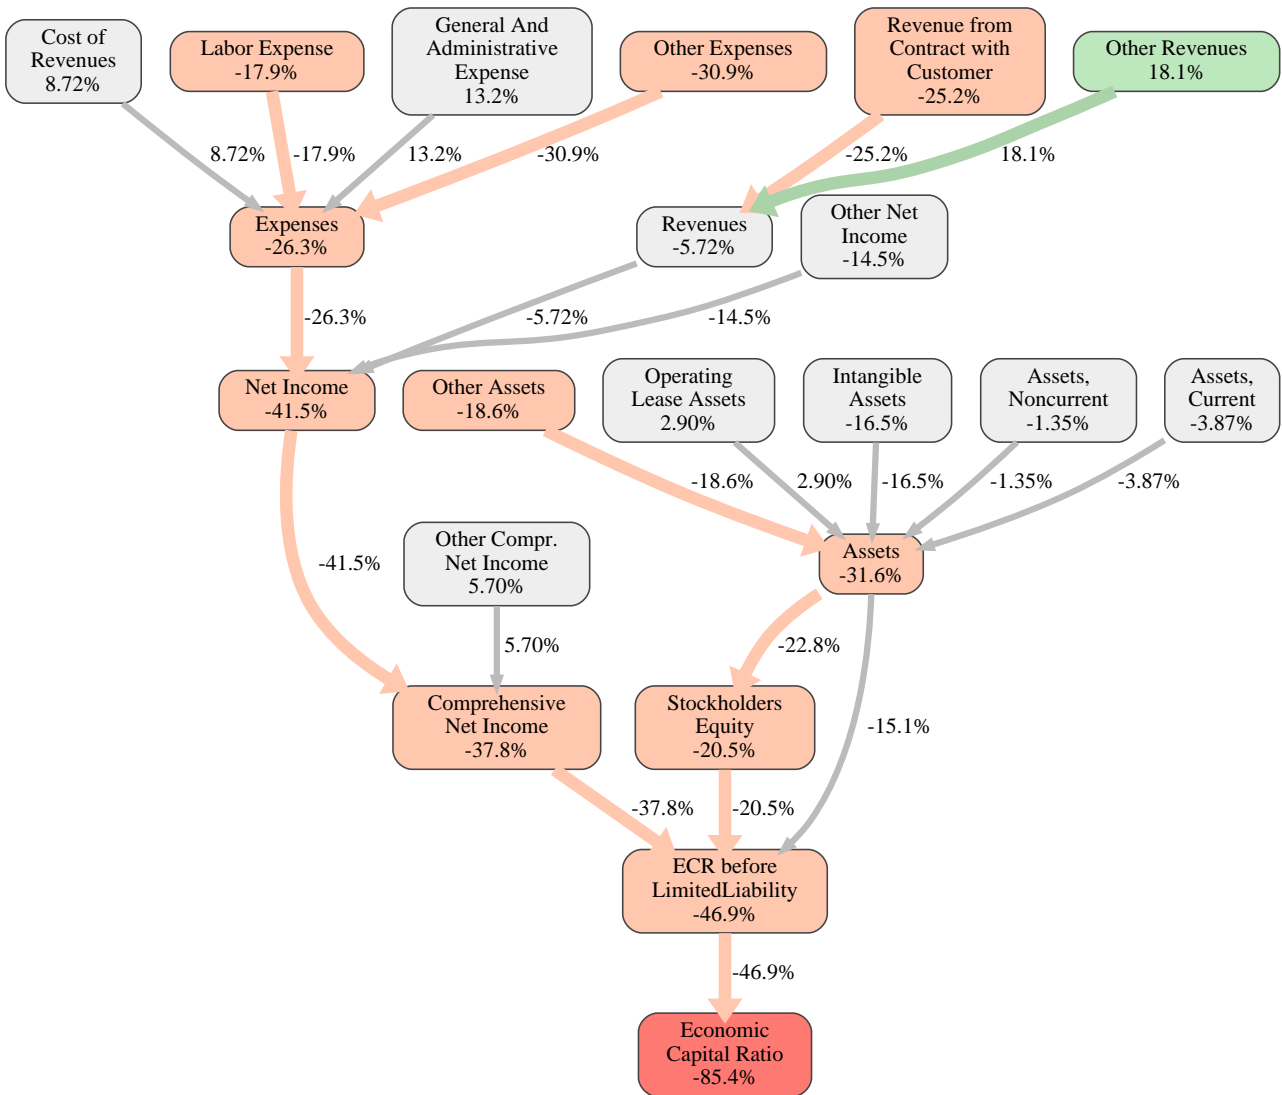 Cost of
Revenues
8.72%
Labor Expense
-17.9%
General And
Administrative
Expense
13.2%
Other Expenses
-30.9%
Revenue from
Contract with
Customer
-25.2%
Other Revenues
18.1%
8.72%
-17.9%
13.2%
-30.9%
-25.2%
18.1%
Expenses
-26.3%
Revenues
-5.72%
Other Net
Income
-14.5%
-26.3%
-5.72%
-14.5%
Net Income
-41.5%
Other Assets
-18.6%
Operating
Lease Assets
2.90%
Intangible
Assets
-16.5%
Assets,
Noncurrent
-1.35%
Assets,
Current
-3.87%
-18.6%
2.90%
-16.5%
-1.35%
-3.87%
-41.5%
Other Compr.
Net Income
5.70%
Assets
-31.6%
5.70%
-22.8%
-15.1%
Comprehensive
Net Income
-37.8%
Stockholders
Equity
-20.5%
-37.8%
-20.5%
ECR before
LimitedLiability
-46.9%
-46.9%
Economic
Capital Ratio
-85.4%